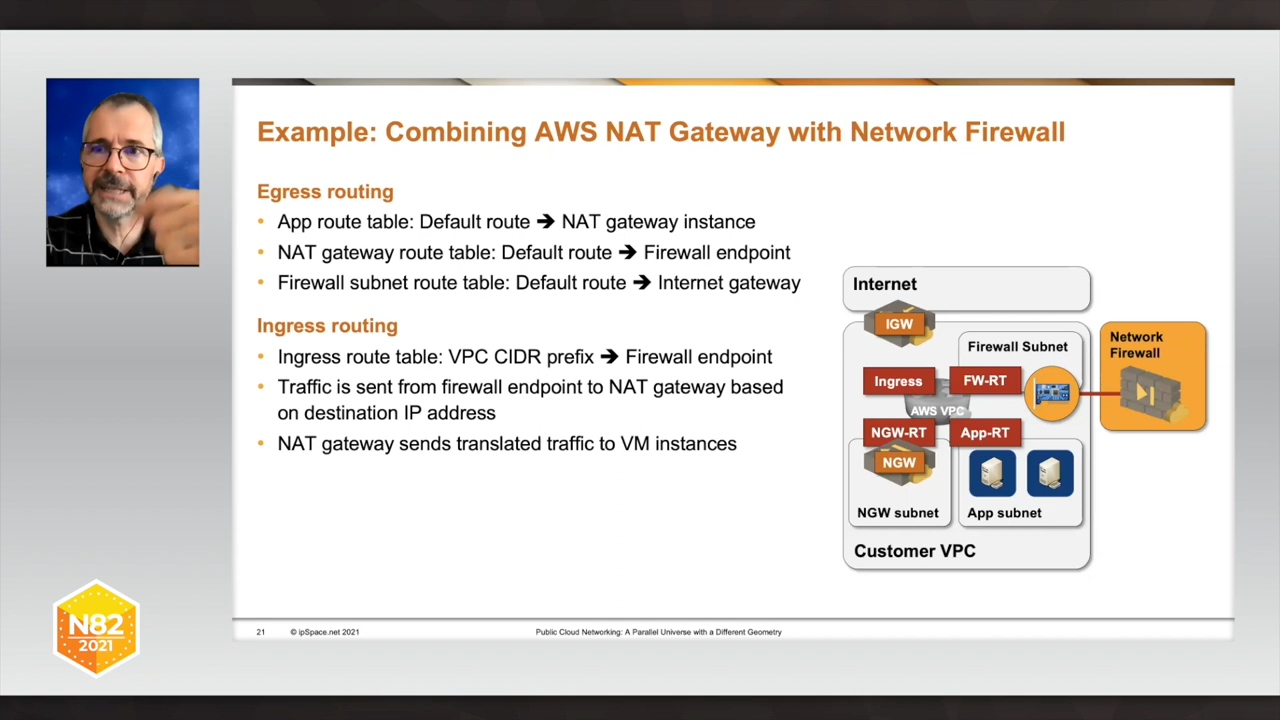 Example: Combining AWS NAT Gateway with Network Firewall
Egress routing
• App route table: Default route ➔ NAT gateway instance
• NAT gateway route table: Default route ➔ Firewall endpoint
• Firewall subnet route table: Default route ➔ Internet gateway
Ingress routing
• Ingress route table: VPC CIDR prefix ➔ Firewall endpoint
• Traffic is sent from firewall endpoint to NAT gateway based
on destination IP address
• NAT gateway sends translated traffic to VM instances
Internet
IGW
Firewall Subnet
Network
Firewall
Ingress
FW-RT
AWS VPC
NGW-RT
App-RT
NGW
NGW subnet
App subnet
Customer VPC
N82
2021
21
© ipSpace.net 2021
Public Cloud Networking: A Parallel Universe with a Different Geometry